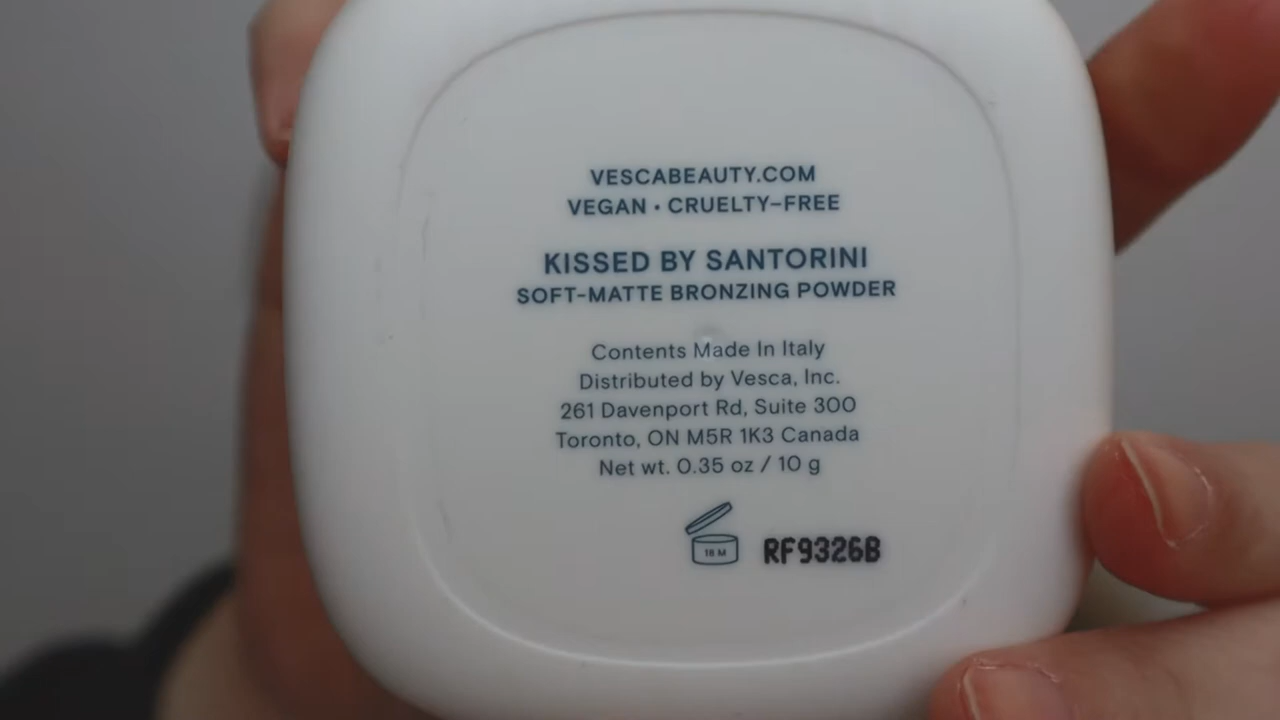 VESCABEAUTY.COM
VEGAN • CRUELTY-FREE
KISSED BY SANTORINI
SOFT-MATTE BRONZING POWDER
Contents Made In Italy
Distributed by Vesca, Inc.
261 Davenport Rd, Suite 300
Toronto, ON M5R 1K3 Canada
Net wt. 0.35 oz / 10 g
18 M RF9326B